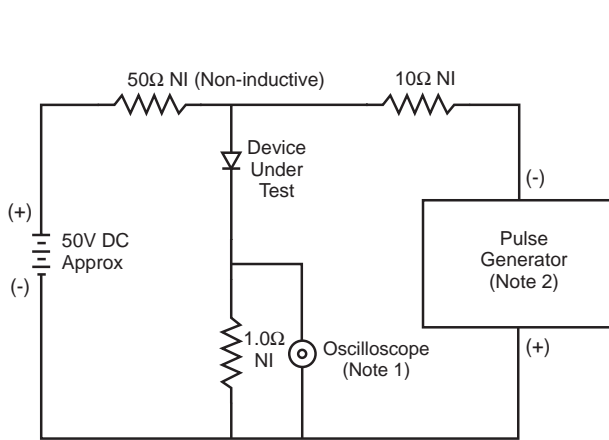 50Ω NI (Non-inductive)
10Ω NI
Device
Under
Test
(-)
(+)
50V DC
Approx
(-)
Pulse
Generator
(Note 2)
1.0Ω
NI
Oscilloscope
(Note 1)
(+)